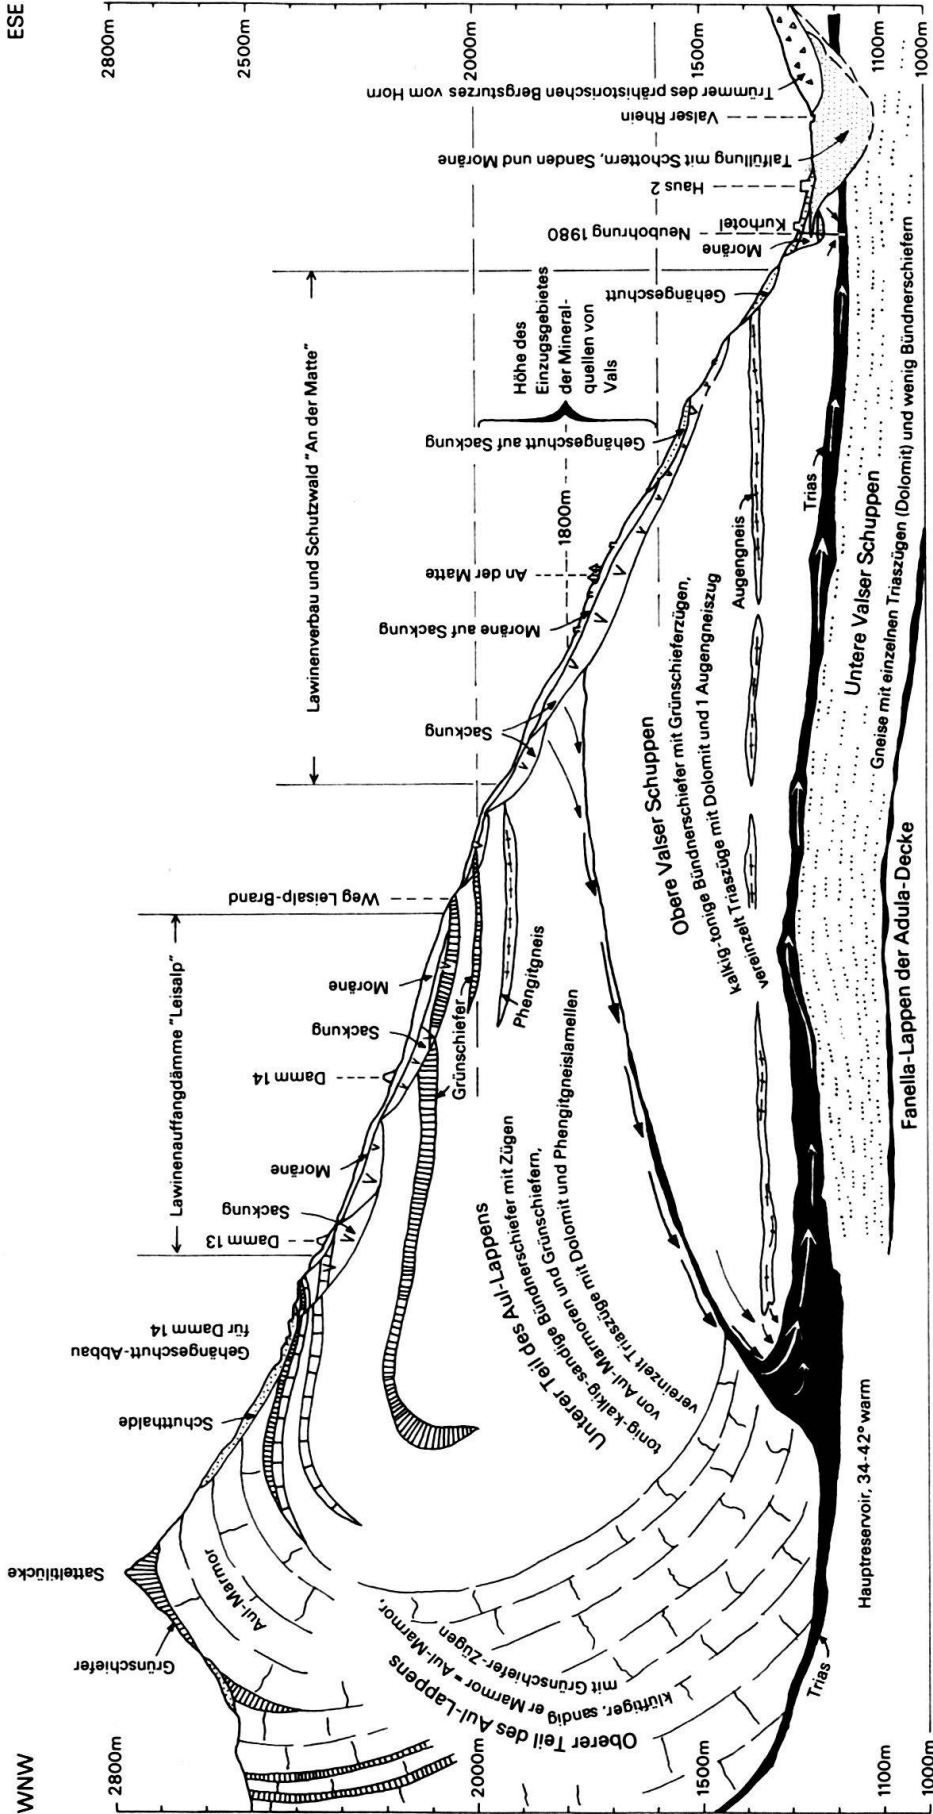 WNW
ESE
2800m
2000m
1500m
1100m
1000m
2800m
2500m
2000m
1500m
1100m
1000m
Satteltilücke
Grünschiefer
Aul-Marmor
Schutthalde
Gehängeschutt-Abbau
für Damm 14
Lawinenauffangdämme "Leisalp"
Damm 13
Sackung
Moräne
Damm 14
Sackung
Moräne
Weg Leisalp-Brand
Grünschiefer
Phengitgneis
Lawinenverbau und Schutzwald "An der Matte"
Sackung
Moräne auf Sackung
An der Matte
1800m
Gehängeschutt auf Sackung
Höhe des
Einzugsgebietes
der Mineral-
quellen von
Vals
Gehängeschutt
Moräne
Kurhotel
Neubohrung 1980
Haus 2
Talfüllung mit Schottern, Sanden und Moräne
Valser Rhein
Trümmer des prähistorischen Bergsturzes vom Horn
Oberer Teil des Aul-Lappens
klüftiger, sandiger Marmor = Aul-Marmor,
mit Grünschiefer-Zügen
Unterer Teil des Aul-Lappens
tonig-kalkig-sandige Bündnerschiefer mit Zügen
von Aul-Marmoren und Grünschiefern,
vereinzelt Triaszüge mit Dolomit und Phengitgneislamellen
Obere Valser Schuppen
kalkig-tonige Bündnerschiefer mit Grünschieferzügen,
vereinzelt Triaszüge mit Dolomit und 1 Augengneiszug
Augengneis
Trias
Untere Valser Schuppen
Gneise mit einzelnen Triaszügen (Dolomit) und wenig Bündnerschiefern
Fanella-Lappen der Adula-Decke
Trias
Hauptreservoir, 34-42° warm